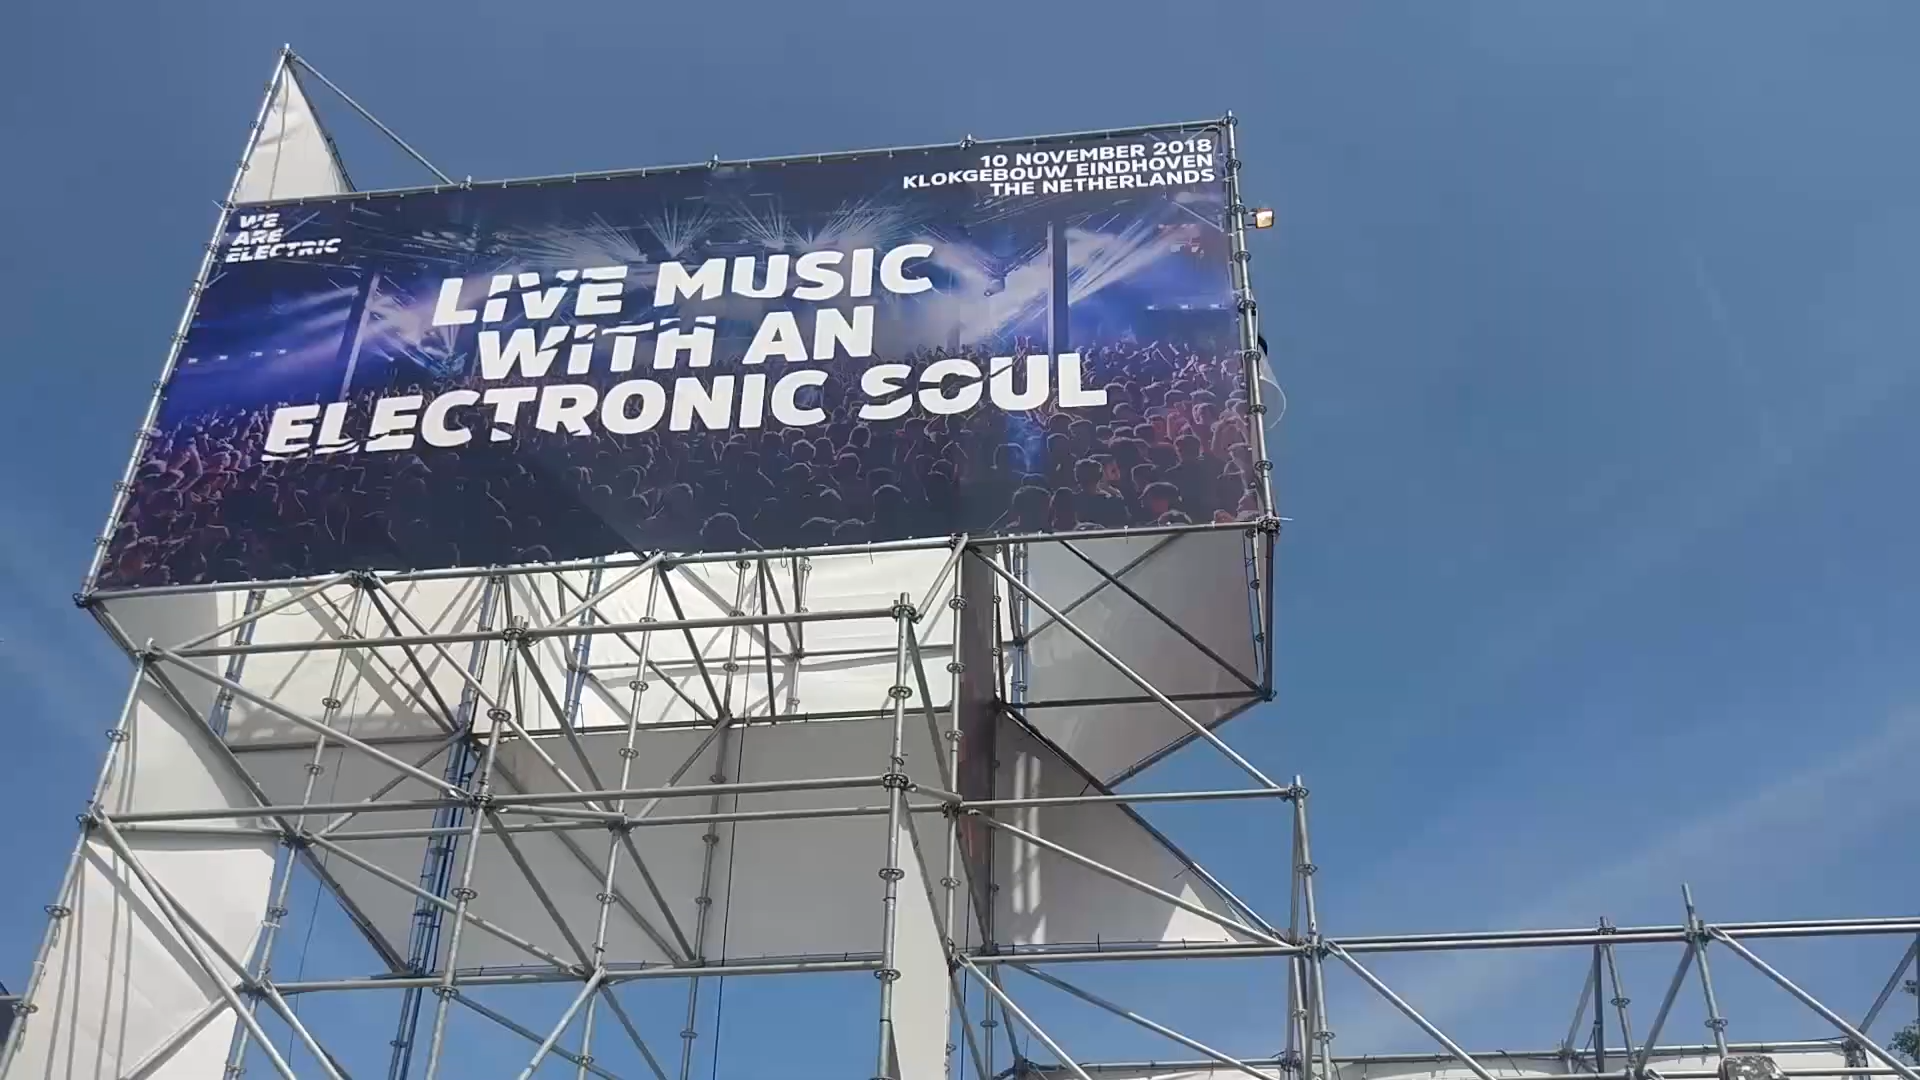 10 NOVEMBER 2018
KLOKGEBOUW EINDHOVEN
THE NETHERLANDS
WE
ARE
ELECTRIC
LIVE MUSIC
WITH AN
ELECTRONIC SOUL